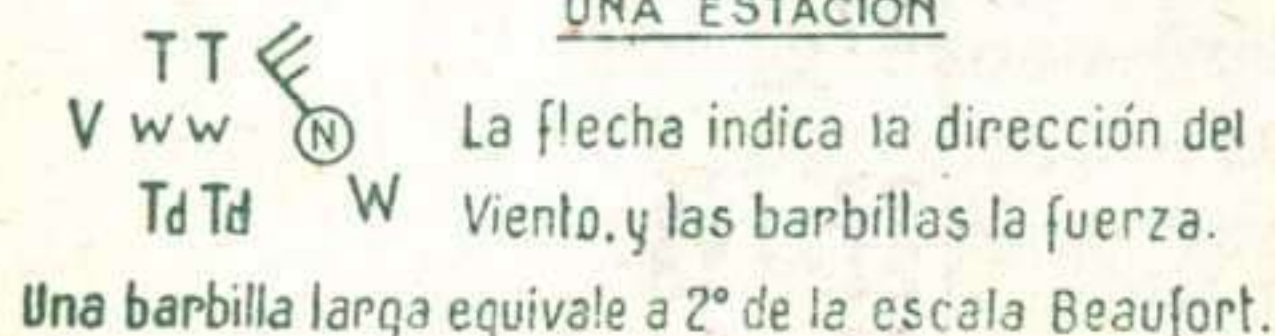 UNA ESTACIÓN
TT
V ww N La flecha indica la dirección del
Td Td W Viento, y las barbillas la fuerza.
Una barbilla larga equivale a 2° de la escala Beaufort.